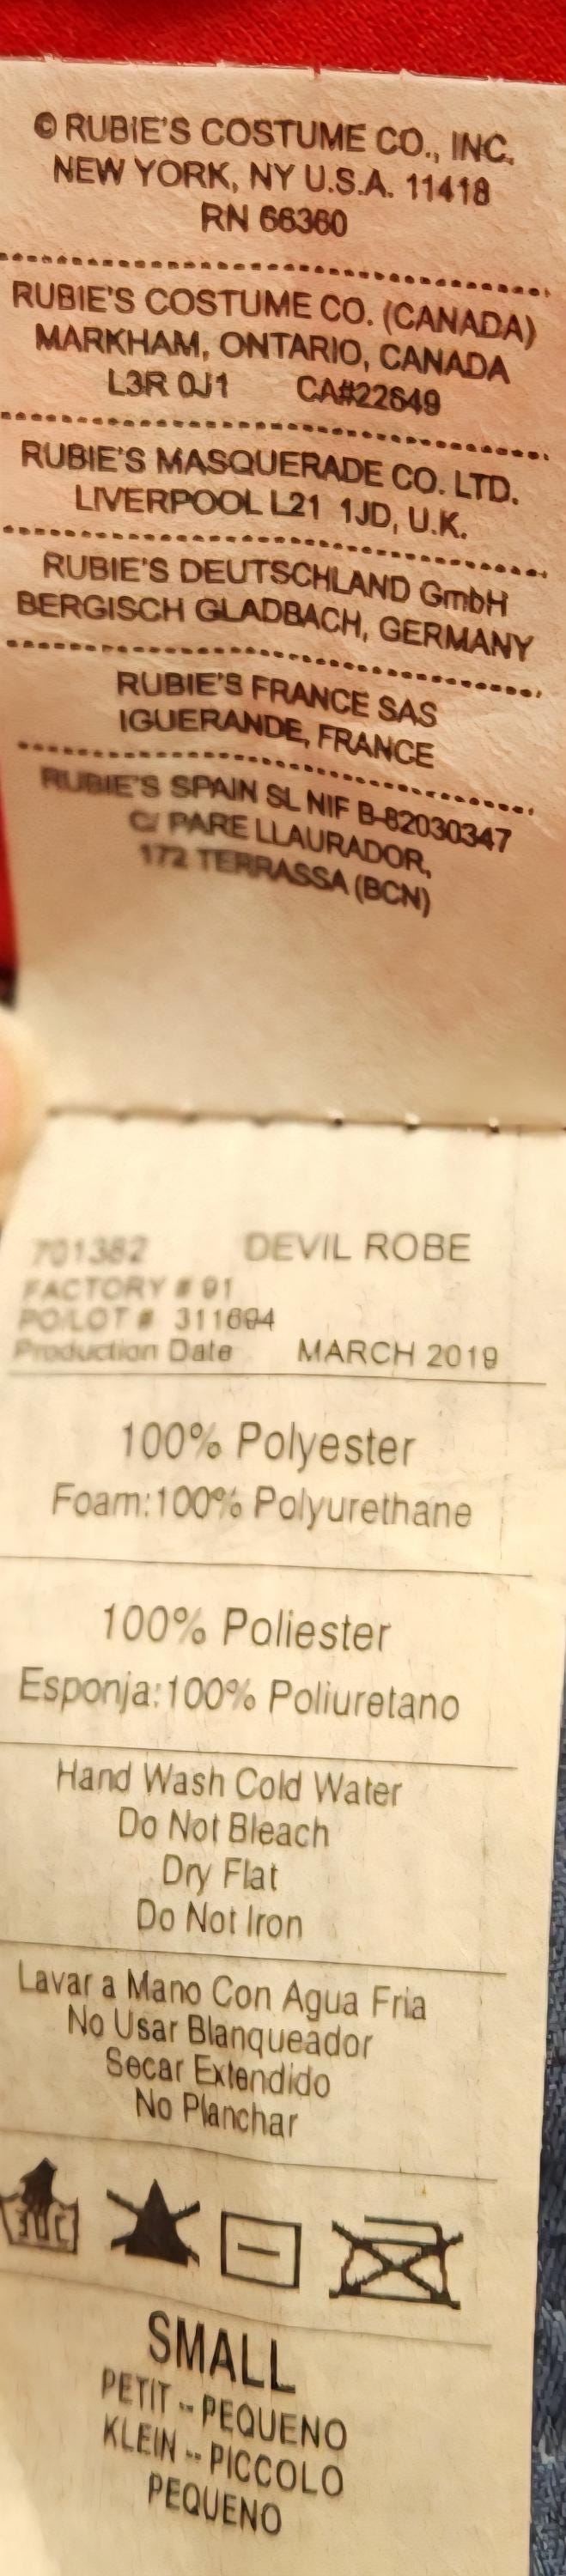 © RUBIE'S COSTUME CO., INC.
NEW YORK, NY U.S.A. 11418
RN 66360
RUBIE'S COSTUME CO. (CANADA)
MARKHAM, ONTARIO, CANADA
L3R 0J1 CA#22649
RUBIE'S MASQUERADE CO. LTD.
LIVERPOOL L21 1JD, U.K.
RUBIE'S DEUTSCHLAND GmbH
BERGISCH GLADBACH, GERMANY
RUBIE'S FRANCE SAS
IGUERANDE, FRANCE
RUBIE'S SPAIN SL NIF B-82030347
C/ PARE LLAURADOR,
172 TERRASSA (BCN)
701382 DEVIL ROBE
FACTORY # 91
PO/LOT #
Production Date MARCH 2019
100% Polyester
Foam:100% Polyurethane
100% Poliester
Esponja:100% Poliuretano
Hand Wash Cold Water
Do Not Bleach
Dry Flat
Do Not Iron
Lavar a Mano Con Agua Fria
No Usar Blanqueador
Secar Extendido
No Planchar
SMALL
PETIT -- PEQUENO
KLEIN -- PICCOLO
PEQUENO